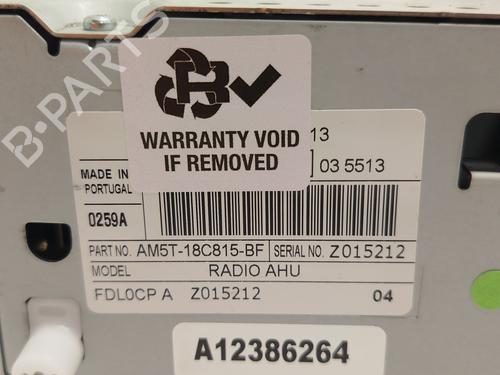 B-PARTS
WARRANTY VOID
IF REMOVED
13
MADE IN
PORTUGAL
03 5513
0259A
PART NO. AM5T-18C815-BF SERIAL NO. Z015212
MODEL RADIO AHU
FDL0CP A Z015212 04
A12386264